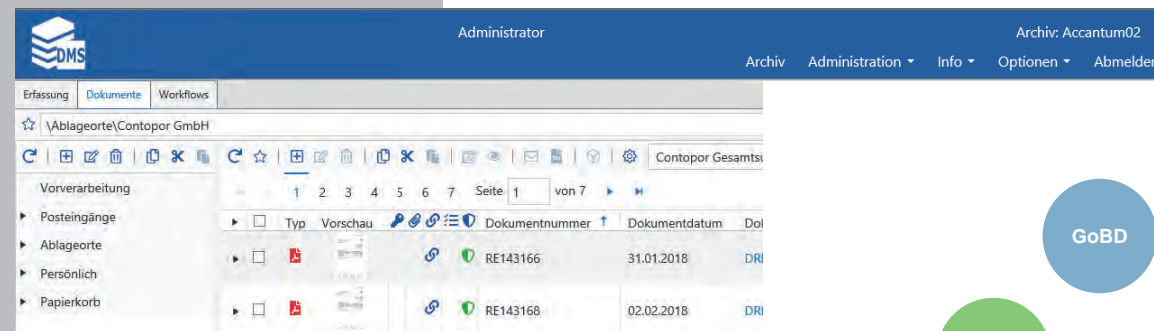 DMS
Administrator
Archiv: Accantum02
Archiv Administration Info Optionen Abmelden
Erfassung Dokumente Workflows
\Ablageorte\Contopor GmbH
Contopor Gesamtsu
Vorverarbeitung
1 2 3 4 5 6 7 Seite 1 von 7
Posteingänge
Typ Vorschau Dokumentnummer Dokumentdatum Dol
Ablageorte
RE143166 31.01.2018 DRI
Persönlich
Papierkorb
RE143168 02.02.2018 DRI
GoBD